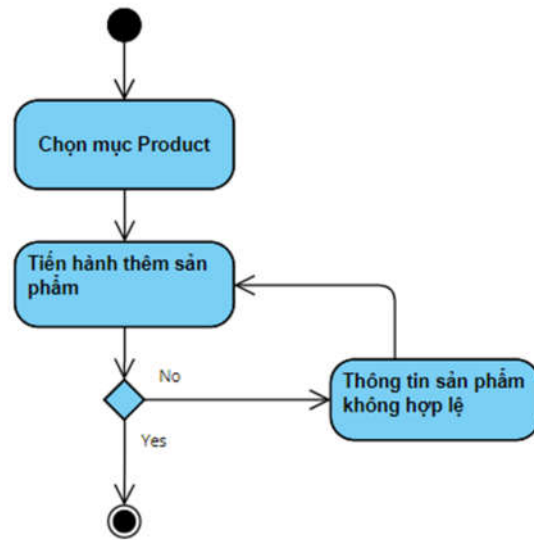 Chọn mục Product
Tiến hành thêm sản
phẩm
No
Thông tin sản phẩm
không hợp lệ
Yes